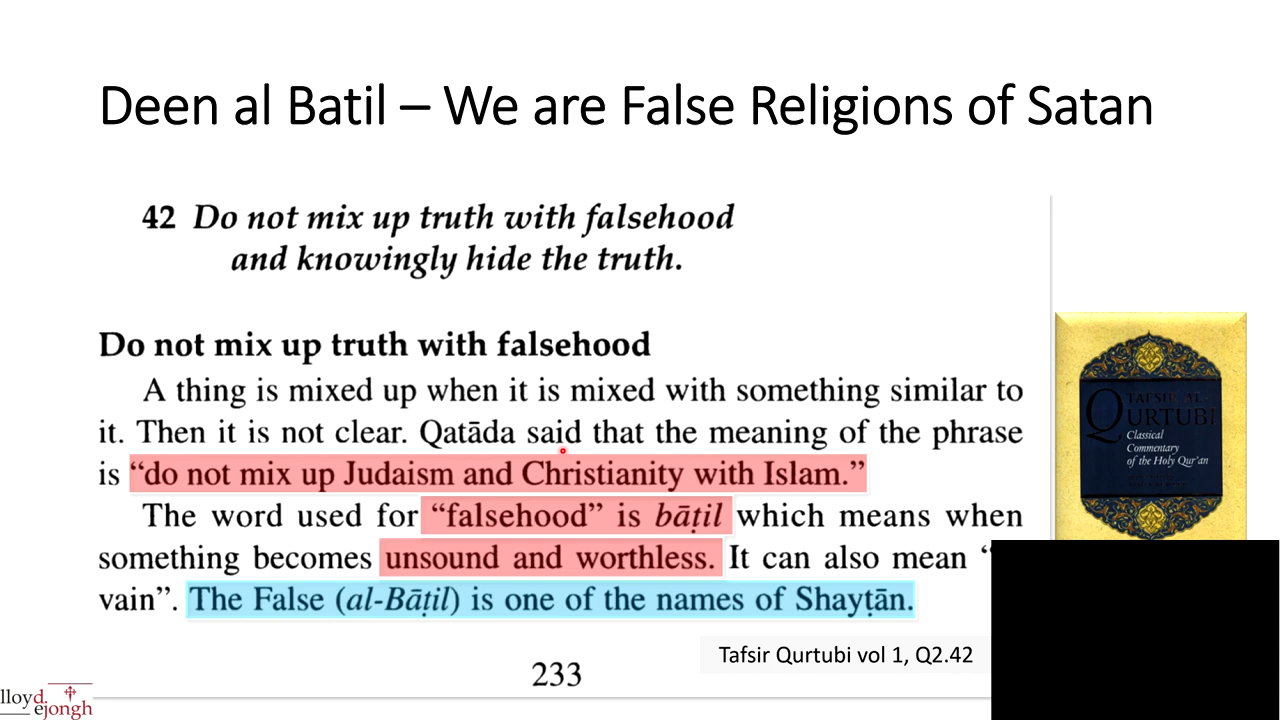 Deen al Batil – We are False Religions of Satan
42 Do not mix up truth with falsehood
and knowingly hide the truth.
Do not mix up truth with falsehood
A thing is mixed up when it is mixed with something similar to
it. Then it is not clear. Qatāda said that the meaning of the phrase
is “do not mix up Judaism and Christianity with Islam.”
The word used for “falsehood” is bāṭil which means when
something becomes unsound and worthless. It can also mean “
vain”. The False (al-Bāṭil) is one of the names of Shayṭān.
233
Tafsir Qurtubi vol 1, Q2.42
TAFSIR AL-
QURTUBI
Classical
Commentary
of the Holy Qur'an
lloyd
ejongh